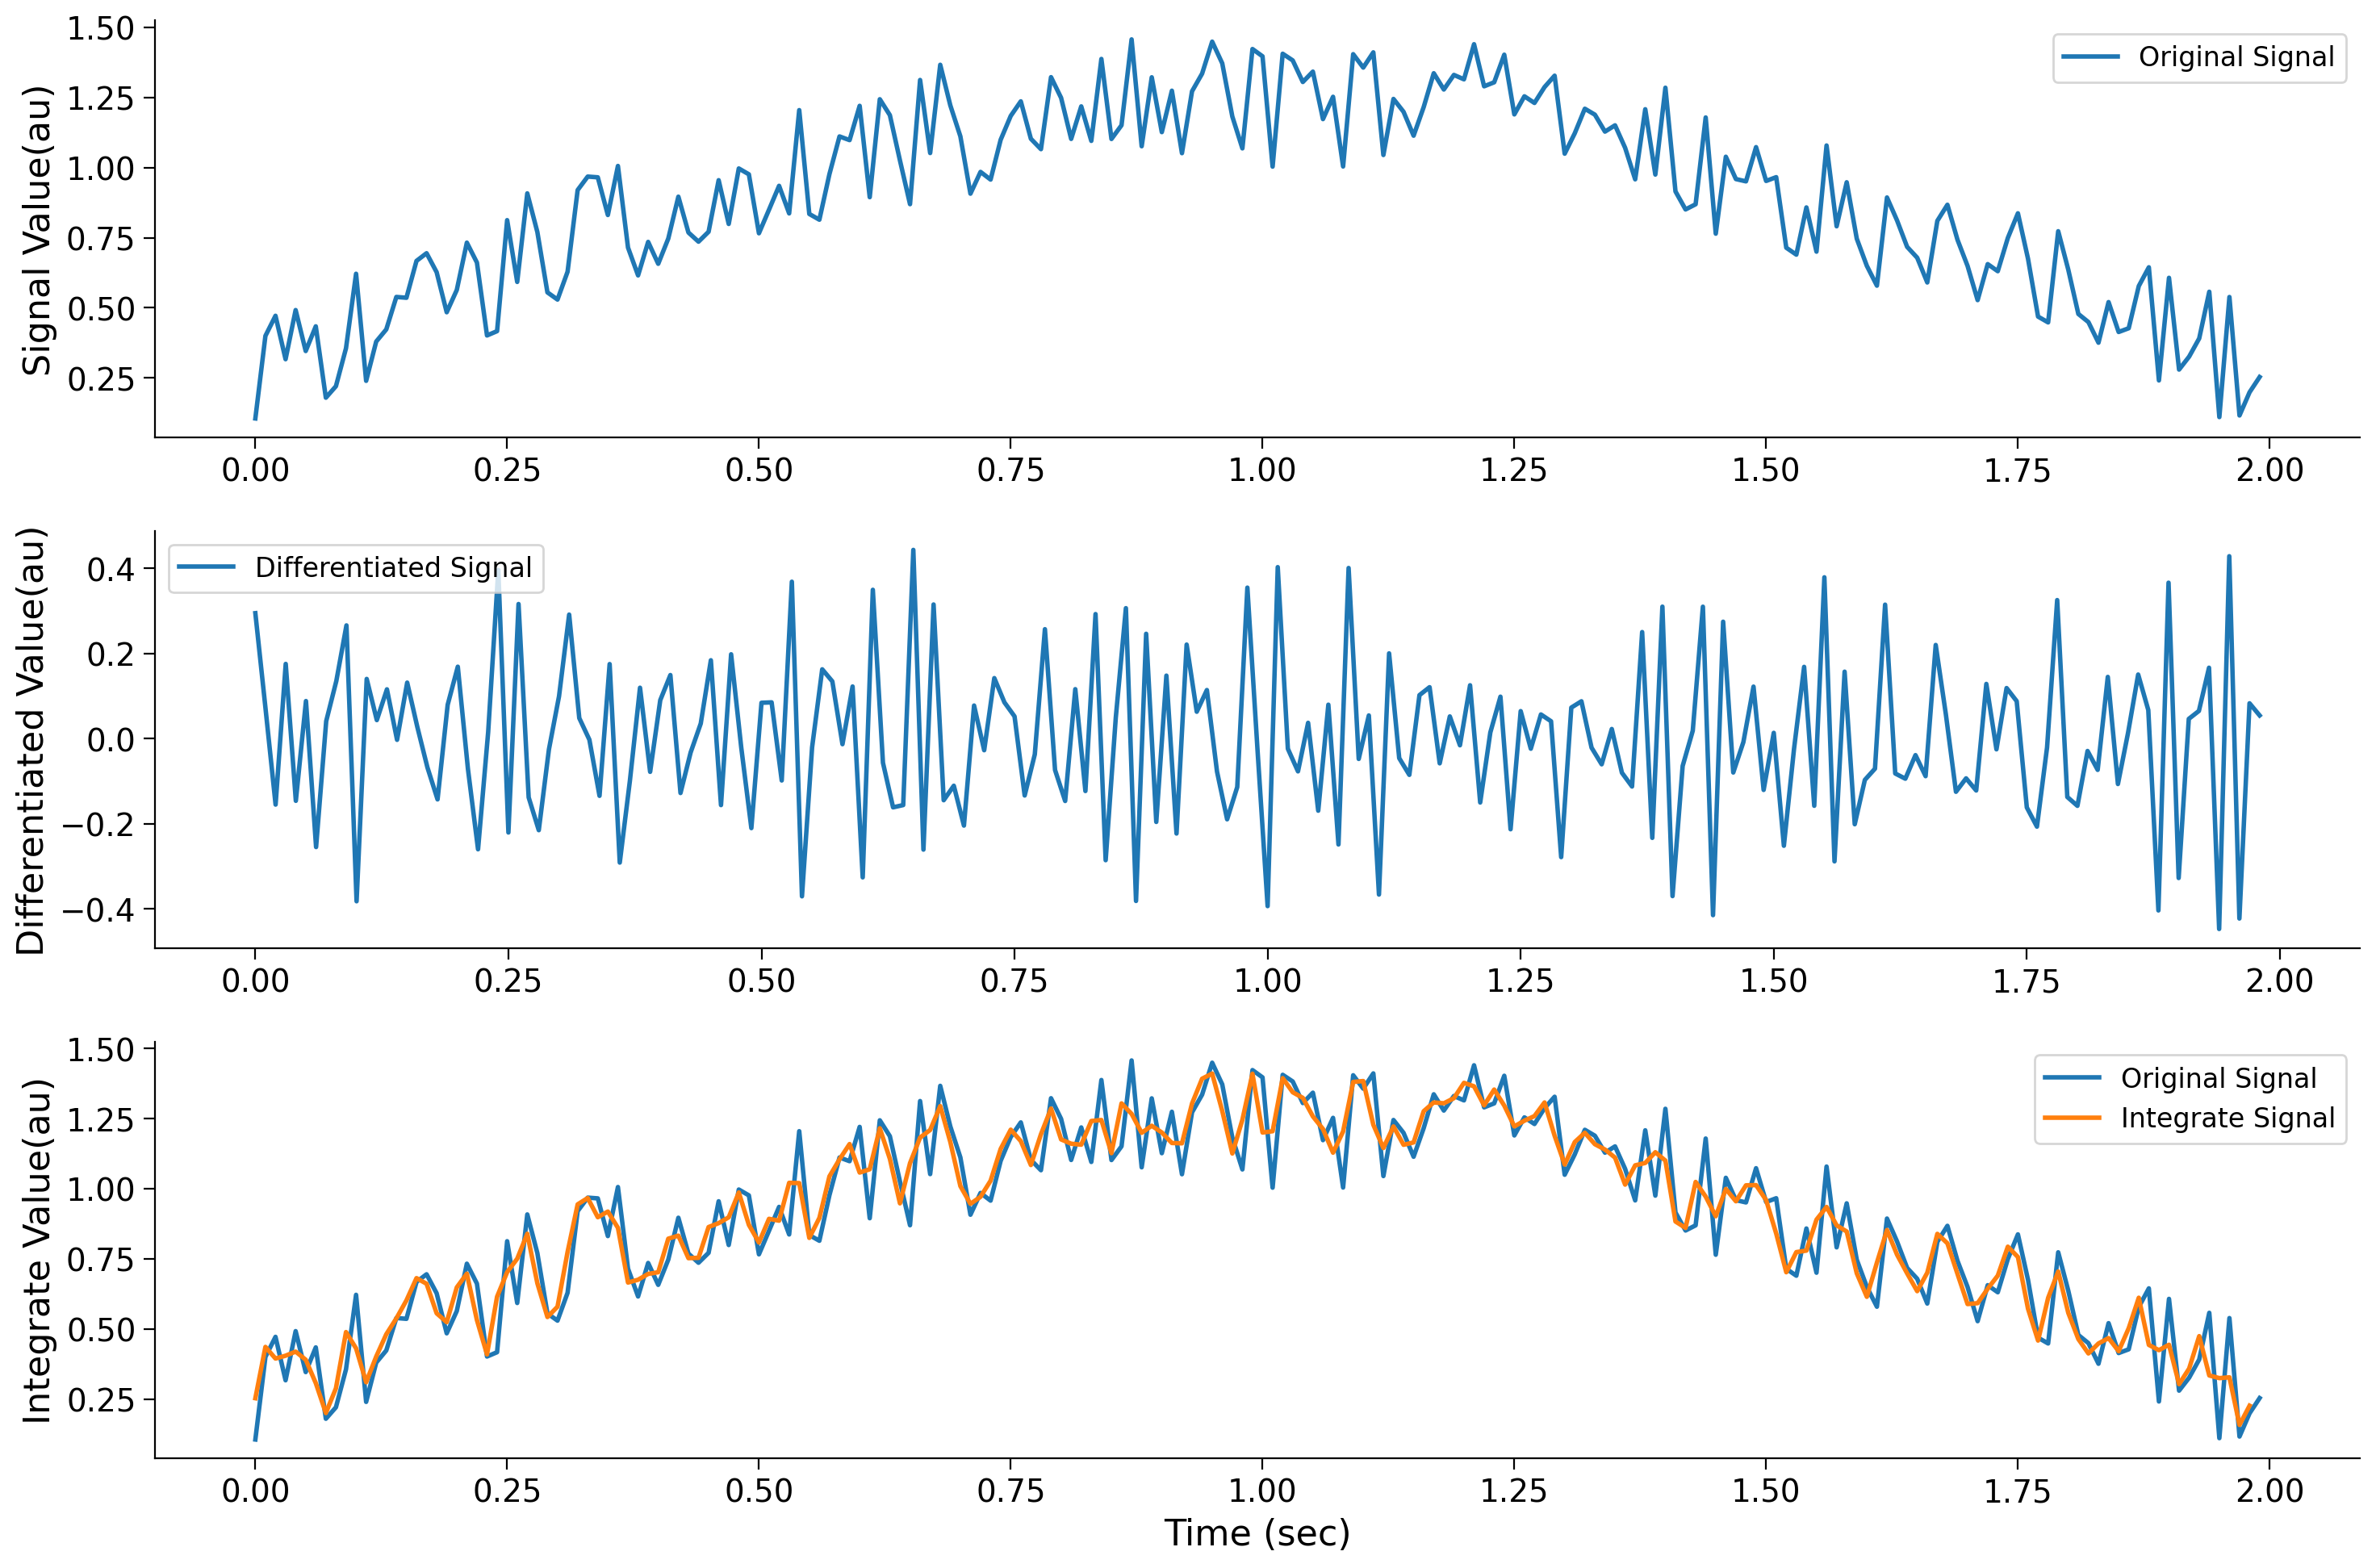 Signal Value(au)
1.50
1.25
1.00
0.75
0.50
0.25
Original Signal
0.00 0.25 0.50 0.75 1.00 1.25 1.50 1.75 2.00
Differentiated Value(au)
0.4
0.2
0.0
−0.2
−0.4
Differentiated Signal
0.00 0.25 0.50 0.75 1.00 1.25 1.50 1.75 2.00
Integrate Value(au)
1.50
1.25
1.00
0.75
0.50
0.25
Original Signal
Integrate Signal
0.00 0.25 0.50 0.75 1.00 1.25 1.50 1.75 2.00
Time (sec)